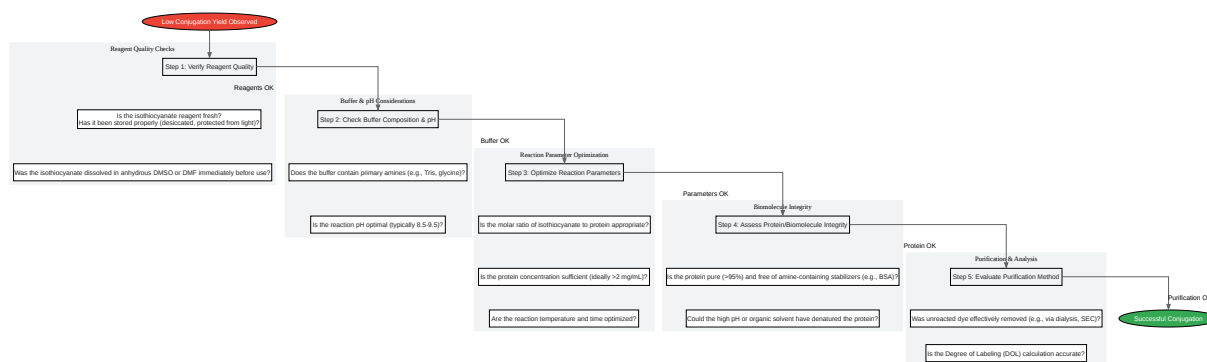 Low Conjugation Yield Observed
Reagent Quality Checks
Step 1: Verify Reagent Quality
Reagents OK
Is the isothiocyanate reagent fresh?
Has it been stored properly (desiccated, protected from light)?
Was the isothiocyanate dissolved in anhydrous DMSO or DMF immediately before use?
Buffer & pH Considerations
Step 2: Check Buffer Composition & pH
Buffer OK
Does the buffer contain primary amines (e.g., Tris, glycine)?
Is the reaction pH optimal (typically 8.5-9.5)?
Reaction Parameter Optimization
Step 3: Optimize Reaction Parameters
Parameters OK
Is the molar ratio of isothiocyanate to protein appropriate?
Is the protein concentration sufficient (ideally >2 mg/mL)?
Are the reaction temperature and time optimized?
Biomolecule Integrity
Step 4: Assess Protein/Biomolecule Integrity
Protein OK
Is the protein pure (>95%) and free of amine-containing stabilizers (e.g., BSA)?
Could the high pH or organic solvent have denatured the protein?
Purification & Analysis
Step 5: Evaluate Purification Method
Purification O
Was unreacted dye effectively removed (e.g., via dialysis, SEC)?
Successful Conjugation
Is the Degree of Labeling (DOL) calculation accurate?